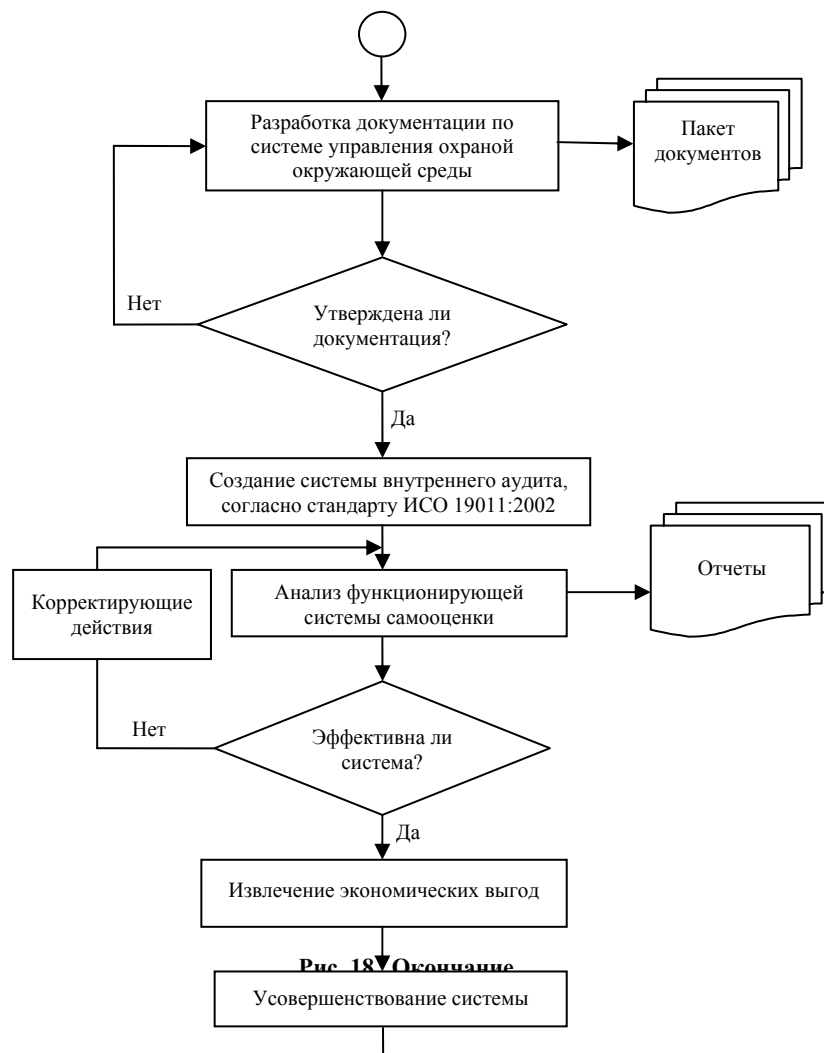 Разработка документации по
системе управления охраной
окружающей среды
Пакет
документов
Нет
Утверждена ли
документация?
Да
Создание системы внутреннего аудита,
согласно стандарту ИСО 19011:2002
Корректирующие
действия
Анализ функционирующей
системы самооценки
Отчеты
Нет
Эффективна ли
система?
Да
Извлечение экономических выгод
Рис. 18 Окончание
Усовершенствование системы